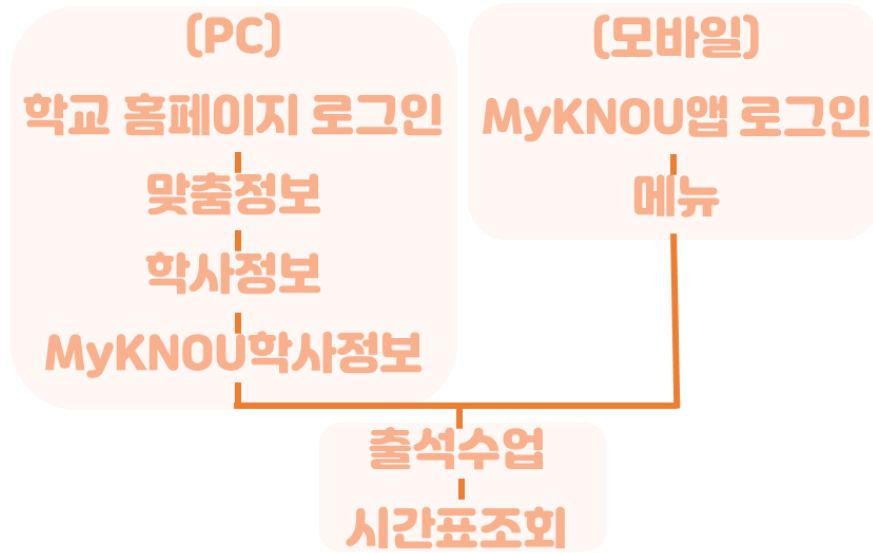 (PC)
학교 홈페이지 로그인
맞춤정보
학사정보
MyKNOU학사정보
(모바일)
MyKNOU앱 로그인
메뉴
출석수업
시간표조회